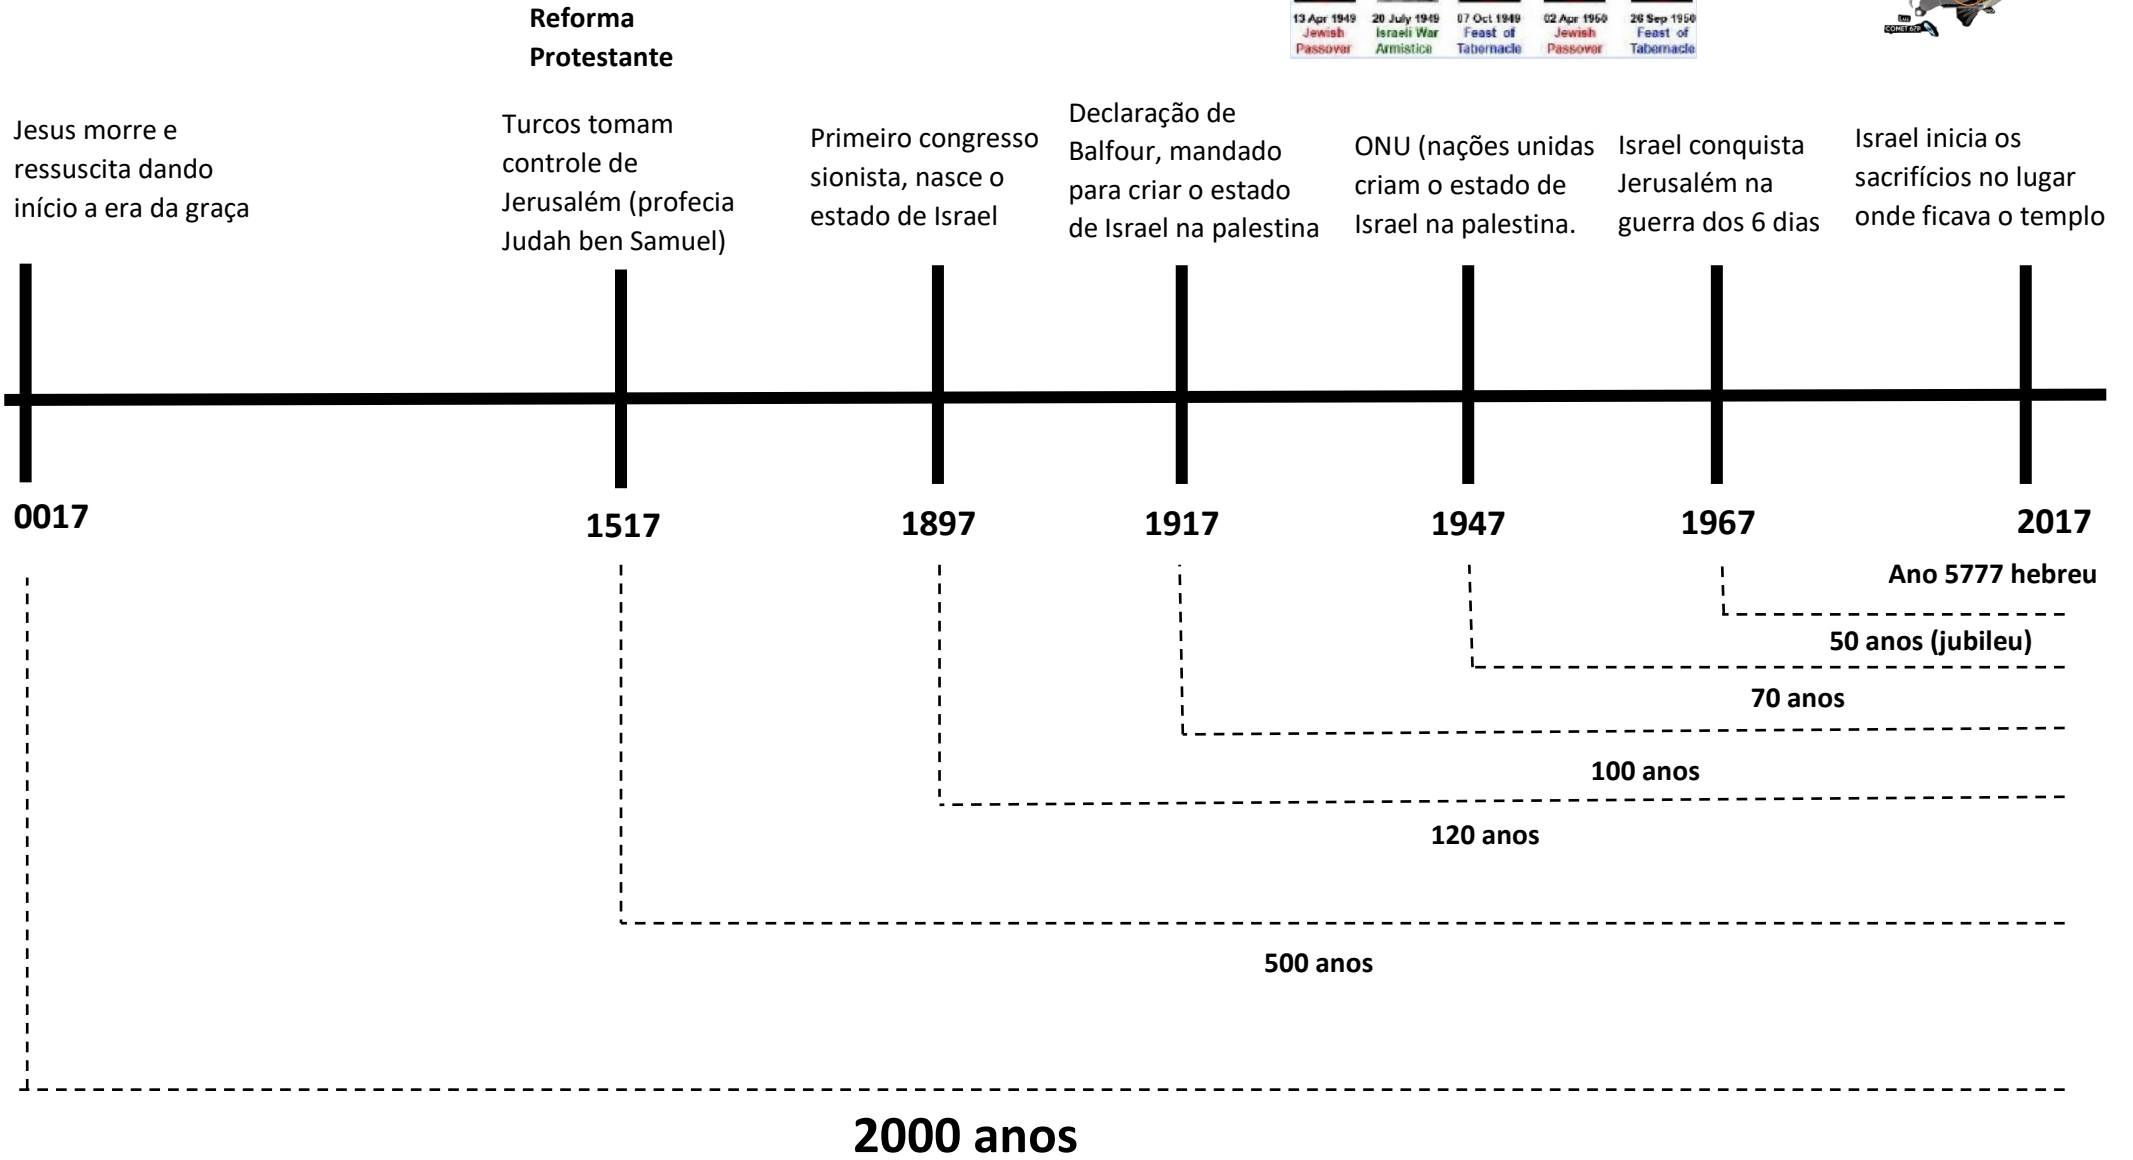 Reforma
Protestante
13 Apr 1949
Jewish
Passover
20 July 1949
Israeli War
Armistice
07 Oct 1949
Feast of
Tabernacle
02 Apr 1950
Jewish
Passover
26 Sep 1950
Feast of
Tabernacle
COMET 67P
Jesus morre e
ressuscita dando
início a era da graça
Turcos tomam
controle de
Jerusalém (profecia
Judah ben Samuel)
Primeiro congresso
sionista, nasce o
estado de Israel
Declaração de
Balfour, mandado
para criar o estado
de Israel na palestina
ONU (nações unidas
criam o estado de
Israel na palestina.
Israel conquista
Jerusalém na
guerra dos 6 dias
Israel inicia os
sacrifícios no lugar
onde ficava o templo
0017
1517
1897
1917
1947
1967
2017
Ano 5777 hebreu
50 anos (jubileu)
70 anos
100 anos
120 anos
500 anos
2000 anos